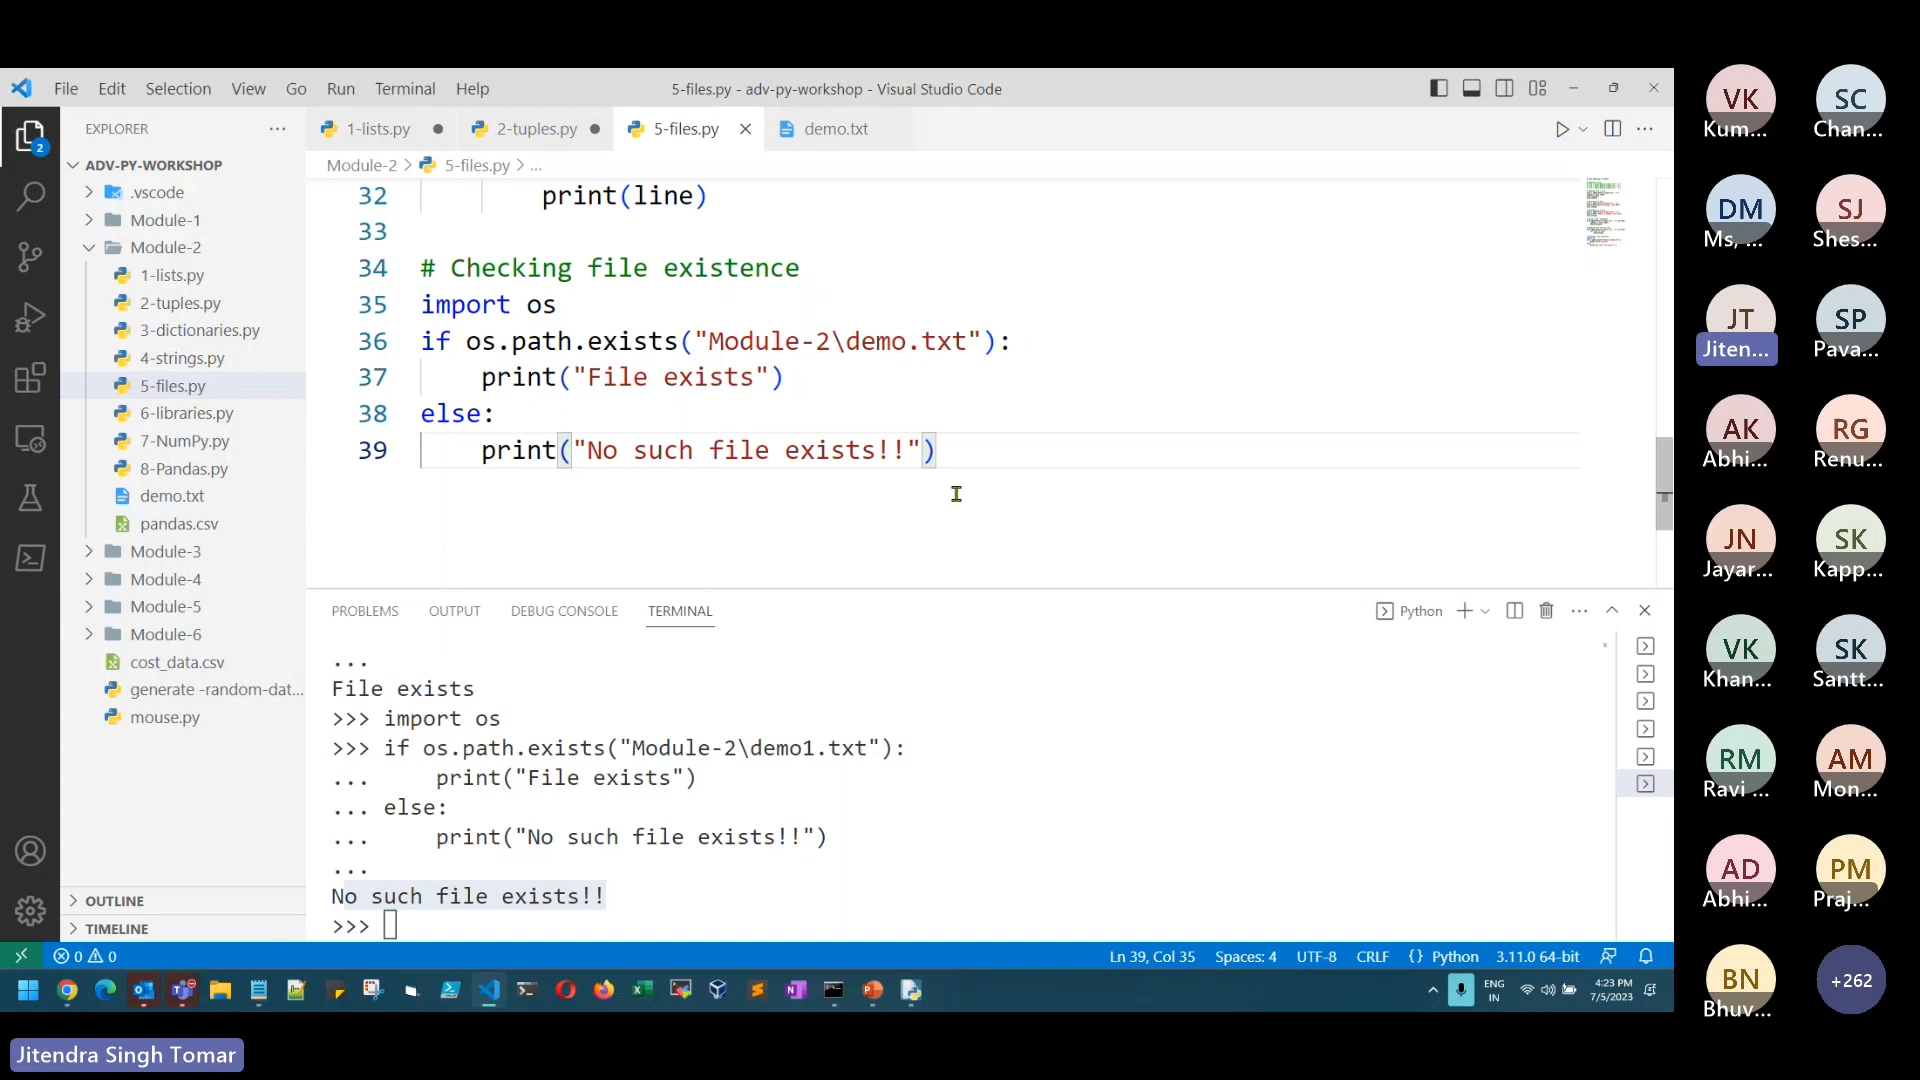 File Edit Selection View Go Run Terminal Help
5-files.py - adv-py-workshop - Visual Studio Code
EXPLORER
1-lists.py
2-tuples.py
5-files.py
demo.txt
Module-2 > 5-files.py > ...
2
ADV-PY-WORKSHOP
.vscode
Module-1
Module-2
1-lists.py
2-tuples.py
3-dictionaries.py
4-strings.py
5-files.py
6-libraries.py
7-NumPy.py
8-Pandas.py
demo.txt
pandas.csv
Module-3
Module-4
Module-5
Module-6
cost_data.csv
generate -random-dat...
mouse.py
OUTLINE
TIMELINE
32 print(line)
33
34 # Checking file existence
35 import os
36 if os.path.exists("Module-2\demo.txt"):
37 print("File exists")
38 else:
39 print("No such file exists!!")
PROBLEMS OUTPUT DEBUG CONSOLE TERMINAL
Python
...
File exists
>>> import os
>>> if os.path.exists("Module-2\demo1.txt"):
... print("File exists")
... else:
... print("No such file exists!!")
...
No such file exists!!
>>>
0 0
Ln 39, Col 35 Spaces: 4 UTF-8 CRLF {} Python 3.11.0 64-bit
ENG
IN
4:23 PM
7/5/2023
Jitendra Singh Tomar
VK SC
Kum... Chan...
DM SJ
Ms, ... Shes...
JT SP
Jiten... Pava...
AK RG
Abhi... Renu...
JN SK
Jayar... Kapp...
VK SK
Khan... Santt...
RM AM
Ravi ... Mon...
AD PM
Abhi... Praj...
BN +262
Bhuv...